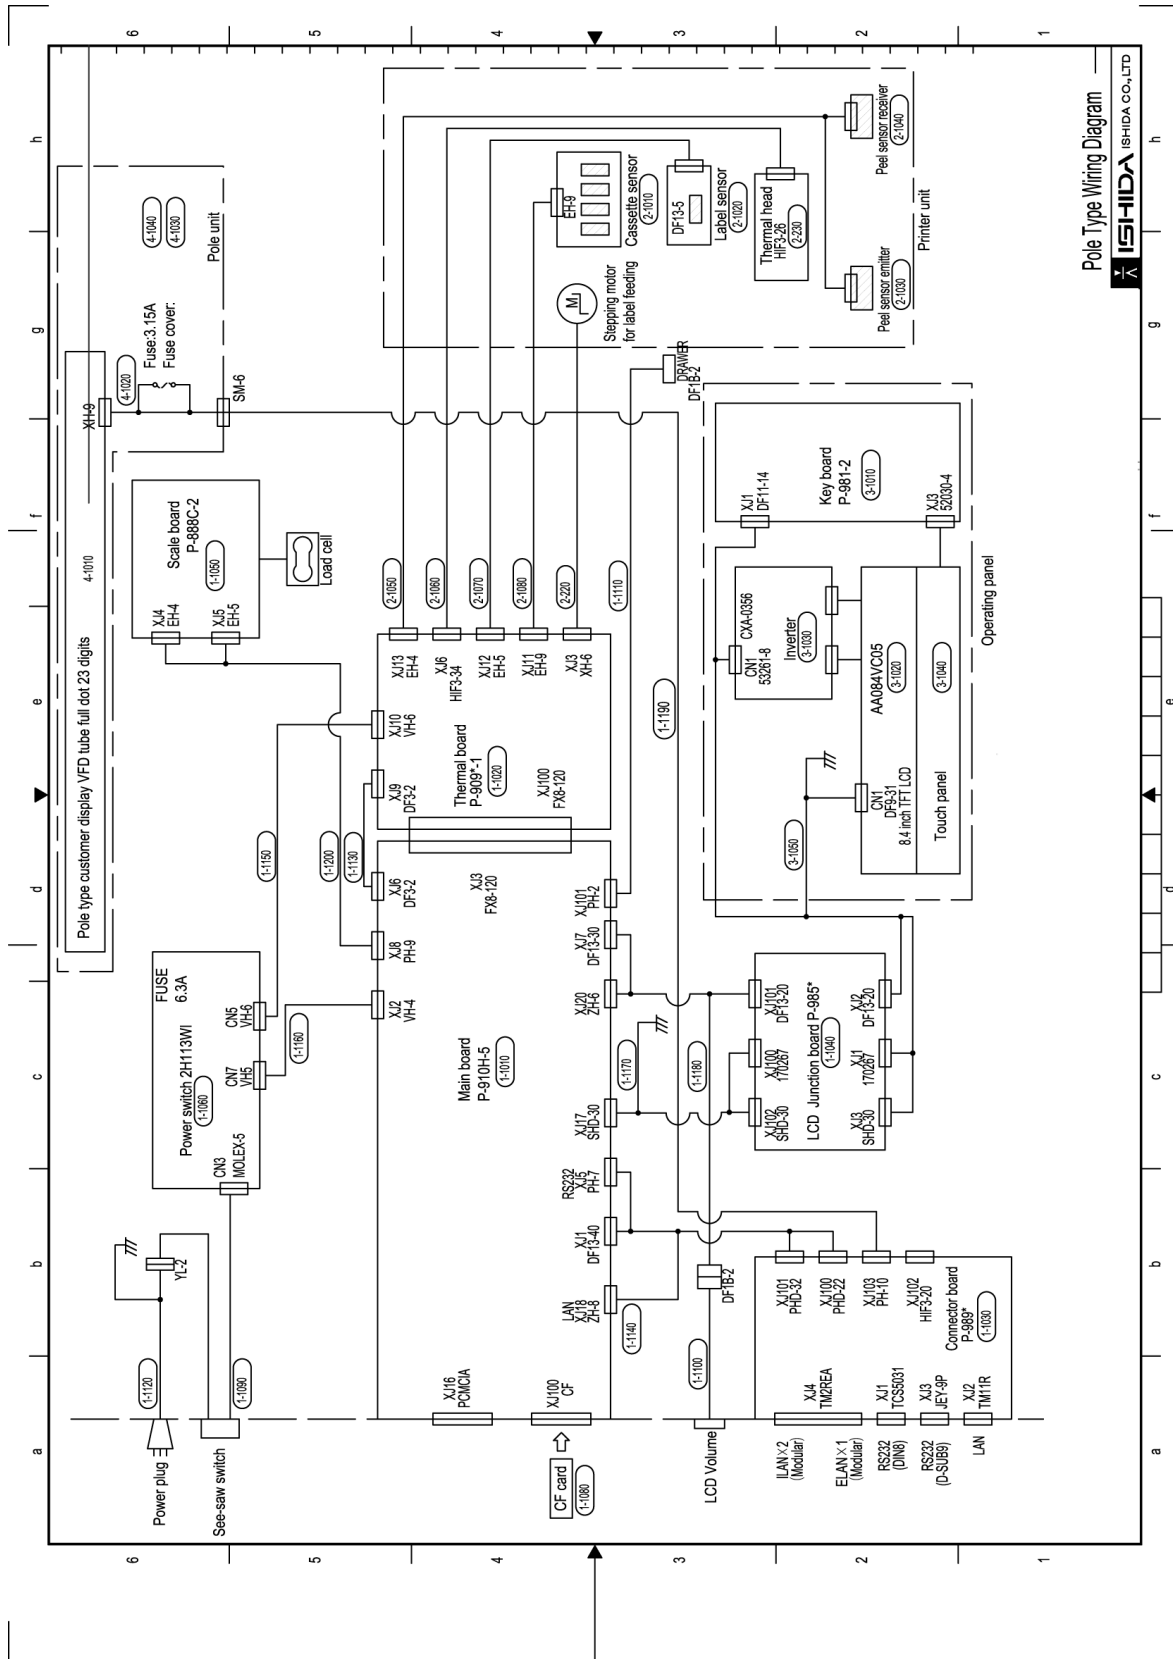 Pole Type Wiring Diagram
ISHIDA ISHIDA CO.,LTD
6
5
4
3
2
1
h
g
f
e
d
c
b
a
Pole type customer display VFD tube full dot 23 digits
4-1010
XH-9
4-1020
Fuse:3.15A
Fuse cover:
4-1040
4-1030
Pole unit
SM-6
Power plug
1-1120
YL-2
See-saw switch
1-1090
CN3
MOLEX-5
Power switch 2H113WI
1-1060
FUSE
6.3A
CN7
VH5
CN5
VH-6
1-1160
1-1150
1-1200
1-1130
Scale board
P-888C-2
1-1050
XJ4
EH-4
XJ5
EH-5
Load cell
XJ2
VH-4
XJ8
PH-9
XJ6
DF3-2
XJ9
DF3-2
XJ10
VH-6
Main board
P-910H-5
1-1010
XJ3
FX8-120
Thermal board
P-909*-1
1-1020
XJ100
FX8-120
XJ13
EH-4
XJ6
HIF3-34
XJ12
EH-5
XJ11
EH-9
XJ3
XH-6
2-1050
2-1060
2-1070
2-1080
2-220
1-1110
1-1190
EH-9
Cassette sensor
2-1010
DF13-5
Label sensor
2-1020
Thermal head
HIF3-26
2-230
M
Stepping motor
for label feeding
Peel sensor emitter
2-1030
Peel sensor receiver
2-1040
Printer unit
DRAWER
DF1B-2
XJ16
PCMCIA
XJ100
CF
CF card
1-1080
LAN
XJ18
ZH-8
XJ1
DF13-40
RS232
XJ5
PH-7
XJ17
SHD-30
XJ20
ZH-6
XJ7
DF13-30
XJ101
PH-2
1-1140
1-1170
1-1180
1-1100
LCD Volume
DF1B-2
XJ102
SHD-30
XJ100
170267
XJ101
DF13-20
LCD Junction board P-985*
1-1040
XJ3
SHD-30
XJ1
170267
XJ2
DF13-20
XJ101
PHD-32
XJ100
PHD-22
XJ103
PH-10
XJ102
HIF3-20
Connector board
P-989*
1-1030
XJ4
TM2REA
XJ1
TCS5031
XJ3
JEY-9P
XJ2
TM11R
ILAN×2
(Modular)
ELAN×1
(Modular)
RS232
(DIN8)
RS232
(D-SUB9)
LAN
3-1050
CN1
DF9-31
8.4 inch TFT LCD
AA084VC05
3-1020
Touch panel
3-1040
CN1
53261-8
CXA-0356
Inverter
3-1030
XJ1
DF11-14
XJ3
52030-4
Key board
P-981-2
3-1010
Operating panel
6
5
4
3
2
1
h
g
f
e
d
c
b
a